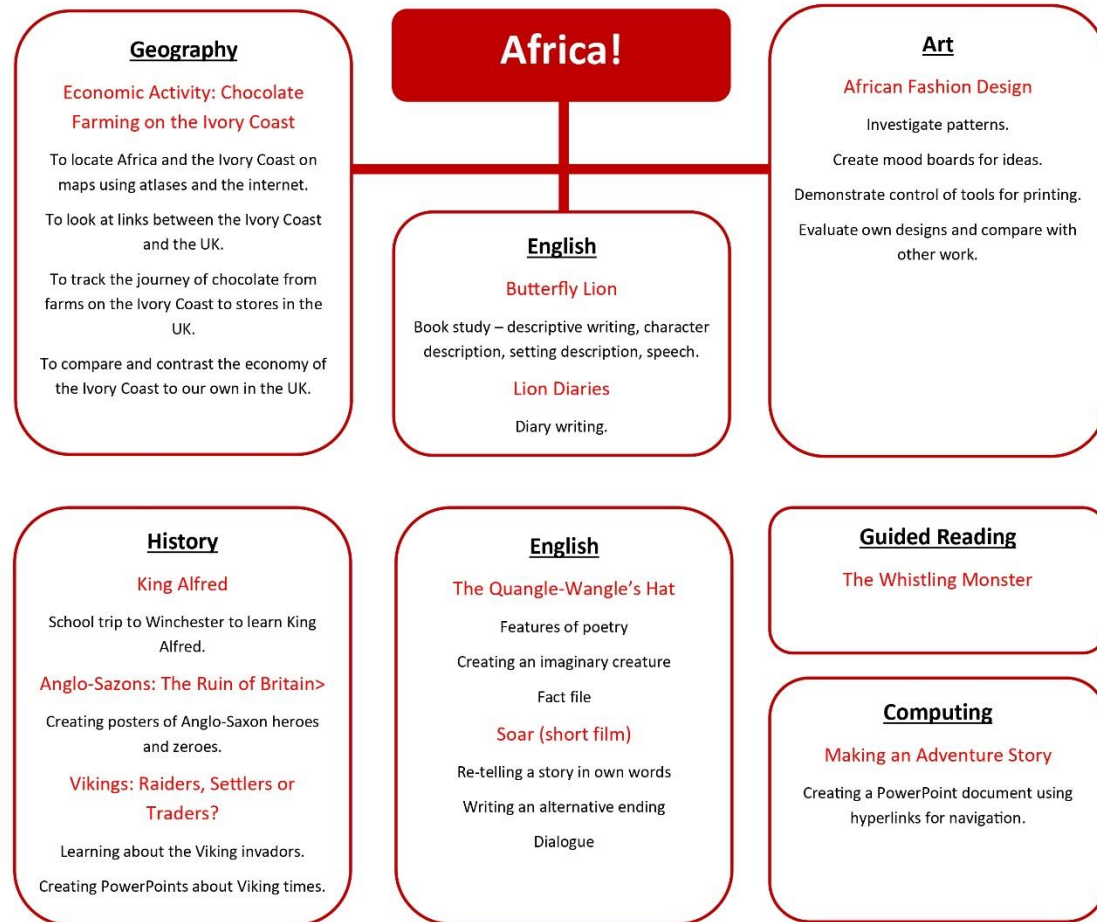 Africa!
Geography
Economic Activity: Chocolate
Farming on the Ivory Coast
To locate Africa and the Ivory Coast on
maps using atlases and the internet.
To look at links between the Ivory Coast
and the UK.
To track the journey of chocolate from
farms on the Ivory Coast to stores in the
UK.
To compare and contrast the economy of
the Ivory Coast to our own in the UK.
English
Butterfly Lion
Book study – descriptive writing, character
description, setting description, speech.
Lion Diaries
Diary writing.
Art
African Fashion Design
Investigate patterns.
Create mood boards for ideas.
Demonstrate control of tools for printing.
Evaluate own designs and compare with
other work.
History
King Alfred
School trip to Winchester to learn King
Alfred.
Anglo-Sazons: The Ruin of Britain>
Creating posters of Anglo-Saxon heroes
and zeroes.
Vikings: Raiders, Settlers or
Traders?
Learning about the Viking invadors.
Creating PowerPoints about Viking times.
English
The Quangle-Wangle's Hat
Features of poetry
Creating an imaginary creature
Fact file
Soar (short film)
Re-telling a story in own words
Writing an alternative ending
Dialogue
Guided Reading
The Whistling Monster
Computing
Making an Adventure Story
Creating a PowerPoint document using
hyperlinks for navigation.